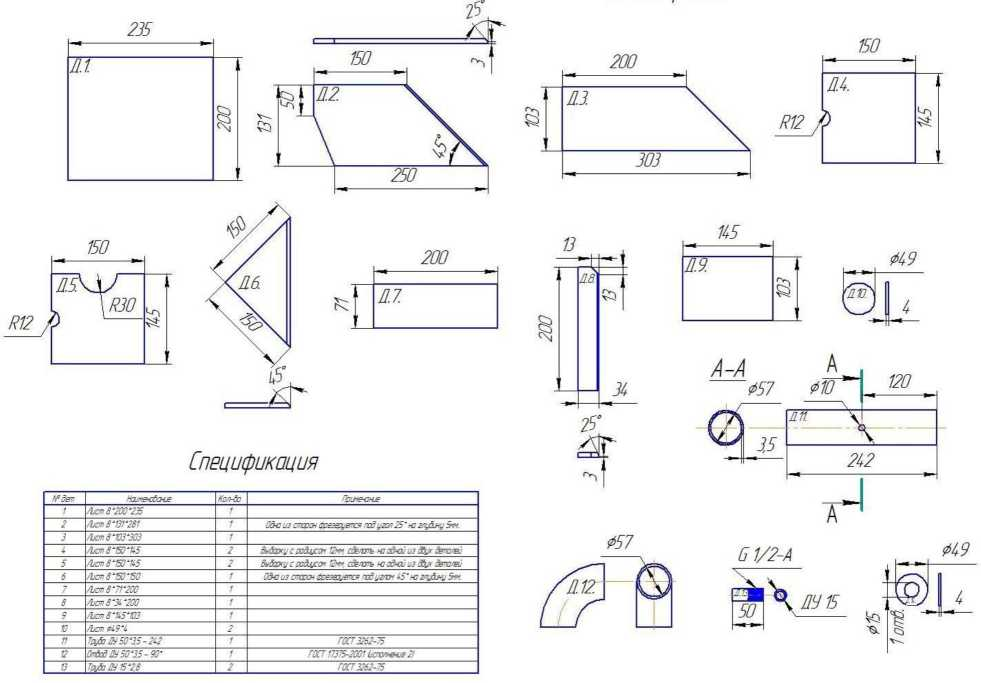 235
Д.1.
200
25°
3
150
Д.2.
50
131
45°
250
200
Д.3.
103
303
150
Д.4.
R12
145
150
Д.5.
R30
R12
145
150
Д.6.
150
45°
200
Д.7.
71
13
Д.8.
13
200
34
25°
3
145
Д.9.
103
ϕ49
Д.10.
4
А-А
ϕ57
3,5
А
120
ϕ10
Д.11.
242
А
Спецификация
№ дет Наименование Кол-во Примечание
1 Лист 8*200*235 1
2 Лист 8*131*281 1 Одна из сторон фрезеруется под угол 25° на глубину 5мм.
3 Лист 8*103*303 1
4 Лист 8*150*145 2 Выборку с радиусом 12мм. сделать на одной из двух деталей
5 Лист 8*150*145 2 Выборку с радиусом 12мм. сделать на одной из двух деталей
6 Лист 8*150*150 1 Одна из сторон фрезеруется под углом 45° на глубину 5мм.
7 Лист 8*71*200 1
8 Лист 8*34*200 1
9 Лист 8*145*103 1
10 Лист ϕ49*4 2
11 Труба ДУ 50*3,5 - 242 1 ГОСТ 3262-75
12 Отвод ДУ 50*3,5 - 90° 1 ГОСТ 17375-2001 (исполнение 2)
13 Труба ДУ 15*2,8 2 ГОСТ 3262-75
ϕ57
Д.12.
G 1/2-А
50
ДУ 15
ϕ49
ϕ15
1 отв.
4